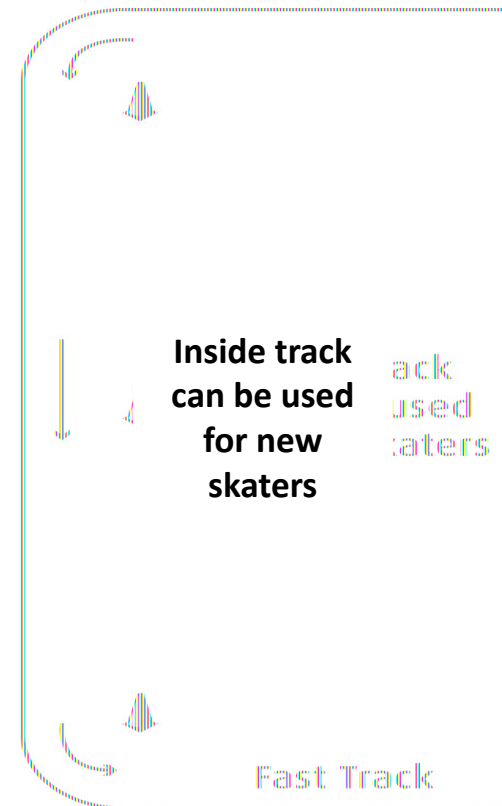 Inside track
can be used
for new
skaters
Fast Track